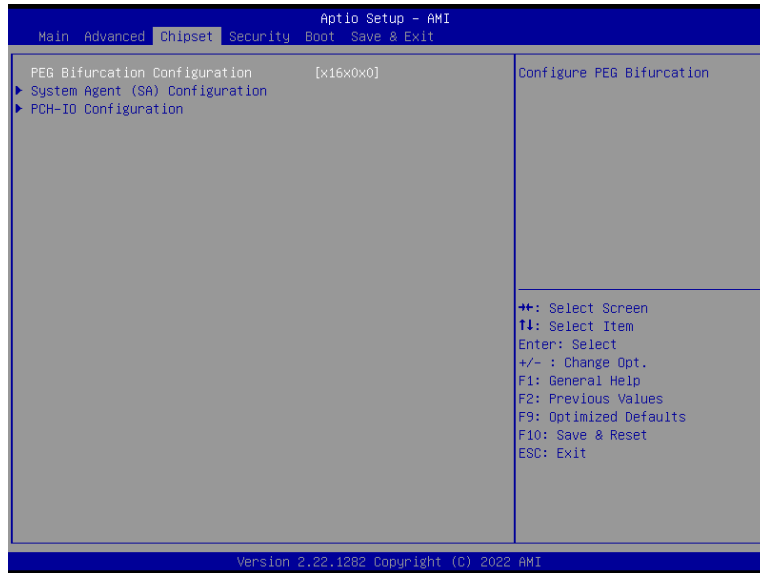 Aptio Setup – AMI
Main Advanced Chipset Security Boot Save & Exit
PEG Bifurcation Configuration [x16x0x0]
▶ System Agent (SA) Configuration
▶ PCH-IO Configuration
Configure PEG Bifurcation
→←: Select Screen
↑↓: Select Item
Enter: Select
+/- : Change Opt.
F1: General Help
F2: Previous Values
F9: Optimized Defaults
F10: Save & Reset
ESC: Exit
Version 2.22.1282 Copyright (C) 2022 AMI